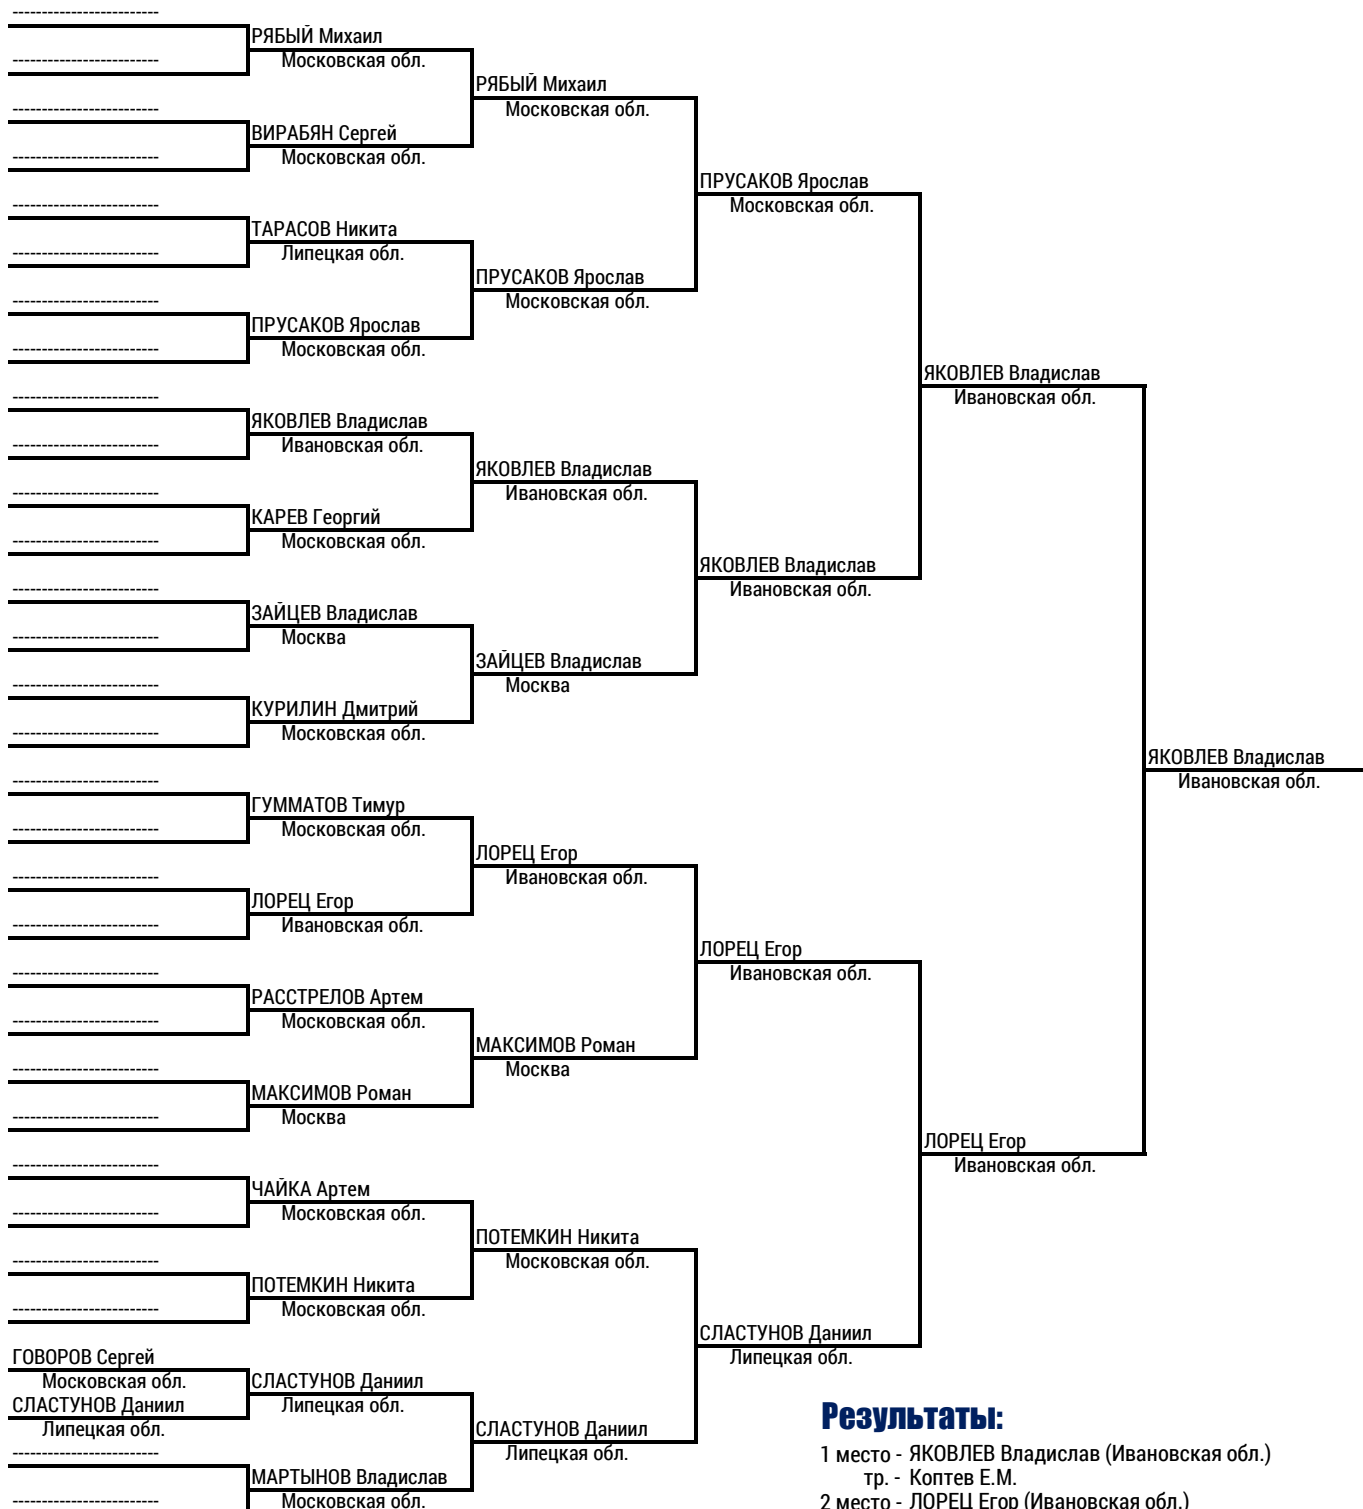 РЯБЫЙ Михаил
Московская обл.
ВИРАБЯН Сергей
Московская обл.
ТАРАСОВ Никита
Липецкая обл.
ПРУСАКОВ Ярослав
Московская обл.
ЯКОВЛЕВ Владислав
Ивановская обл.
КАРЕВ Георгий
Московская обл.
ЗАЙЦЕВ Владислав
Москва
КУРИЛИН Дмитрий
Московская обл.
ГУММАТОВ Тимур
Московская обл.
ЛОРЕЦ Егор
Ивановская обл.
РАССТРЕЛОВ Артем
Московская обл.
МАКСИМОВ Роман
Москва
ЧАЙКА Артем
Московская обл.
ПОТЕМКИН Никита
Московская обл.
ГОВОРОВ Сергей
Московская обл.
СЛАСТУНОВ Даниил
Липецкая обл.
СЛАСТУНОВ Даниил
Липецкая обл.
МАРТЫНОВ Владислав
Московская обл.
РЯБЫЙ Михаил
Московская обл.
ПРУСАКОВ Ярослав
Московская обл.
ЯКОВЛЕВ Владислав
Ивановская обл.
ЗАЙЦЕВ Владислав
Москва
ЛОРЕЦ Егор
Ивановская обл.
МАКСИМОВ Роман
Москва
ПОТЕМКИН Никита
Московская обл.
СЛАСТУНОВ Даниил
Липецкая обл.
ПРУСАКОВ Ярослав
Московская обл.
ЯКОВЛЕВ Владислав
Ивановская обл.
ЛОРЕЦ Егор
Ивановская обл.
СЛАСТУНОВ Даниил
Липецкая обл.
ЯКОВЛЕВ Владислав
Ивановская обл.
ЛОРЕЦ Егор
Ивановская обл.
ЯКОВЛЕВ Владислав
Ивановская обл.
Результаты:
1 место - ЯКОВЛЕВ Владислав (Ивановская обл.)
тр. - Коптев Е.М.
2 место - ЛОРЕЦ Егор (Ивановская обл.)